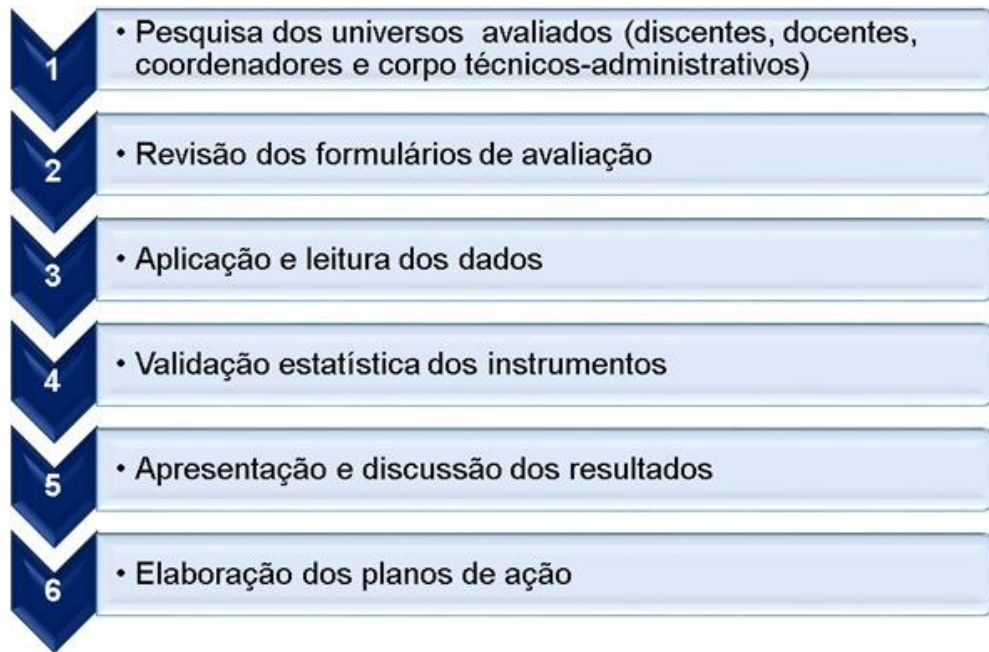 1
• Pesquisa dos universos avaliados (discentes, docentes,
coordenadores e corpo técnicos-administrativos)
2
• Revisão dos formulários de avaliação
3
• Aplicação e leitura dos dados
4
• Validação estatística dos instrumentos
5
• Apresentação e discussão dos resultados
6
• Elaboração dos planos de ação